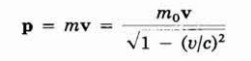 p = mv = m₀v / √1 − (v/c)²